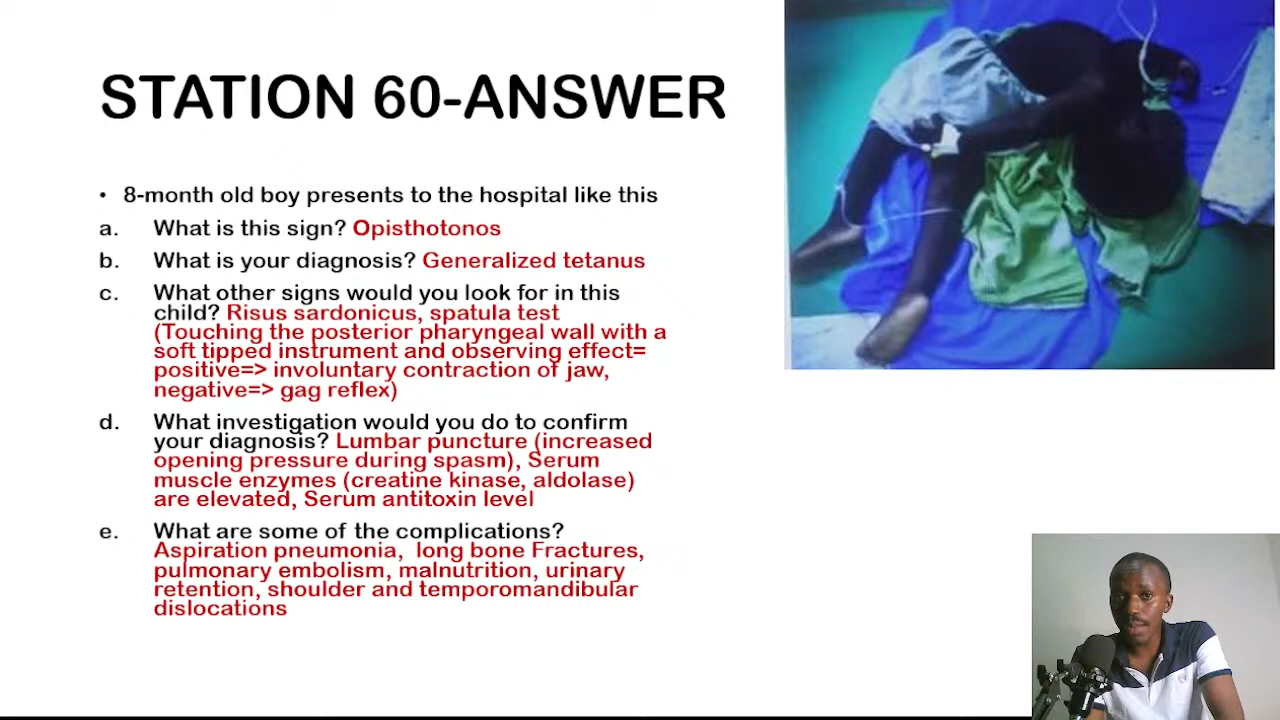 STATION 60-ANSWER
• 8-month old boy presents to the hospital like this
a. What is this sign? Opisthotonos
b. What is your diagnosis? Generalized tetanus
c. What other signs would you look for in this
child? Risus sardonicus, spatula test
(Touching the posterior pharyngeal wall with a
soft tipped instrument and observing effect=
positive=> involuntary contraction of jaw,
negative=> gag reflex)
d. What investigation would you do to confirm
your diagnosis? Lumbar puncture (increased
opening pressure during spasm), Serum
muscle enzymes (creatine kinase, aldolase)
are elevated, Serum antitoxin level
e. What are some of the complications?
Aspiration pneumonia, long bone Fractures,
pulmonary embolism, malnutrition, urinary
retention, shoulder and temporomandibular
dislocations